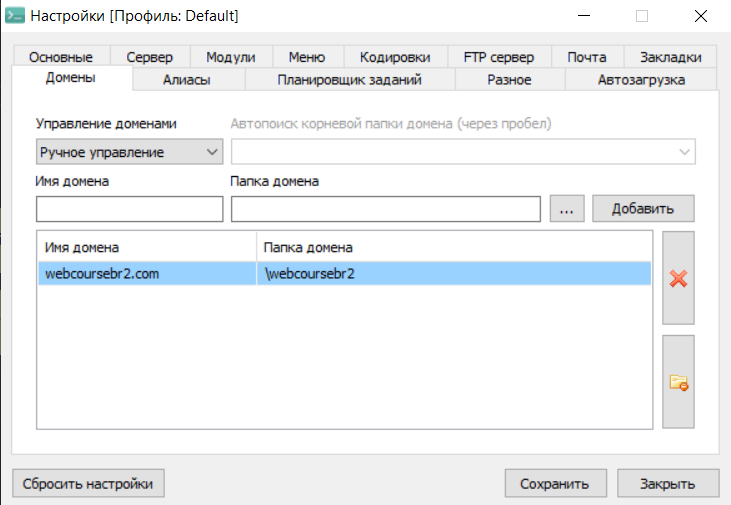 Настройки [Профиль: Default]
Основные Сервер Модули Меню Кодировки FTP сервер Почта Закладки
Домены Алиасы Планировщик заданий Разное Автозагрузка
Управление доменами Автопоиск корневой папки домена (через пробел)
Ручное управление
Имя домена Папка домена
... Добавить
Имя домена Папка домена
webcoursebr2.com \webcoursebr2
Сбросить настройки Сохранить Закрыть